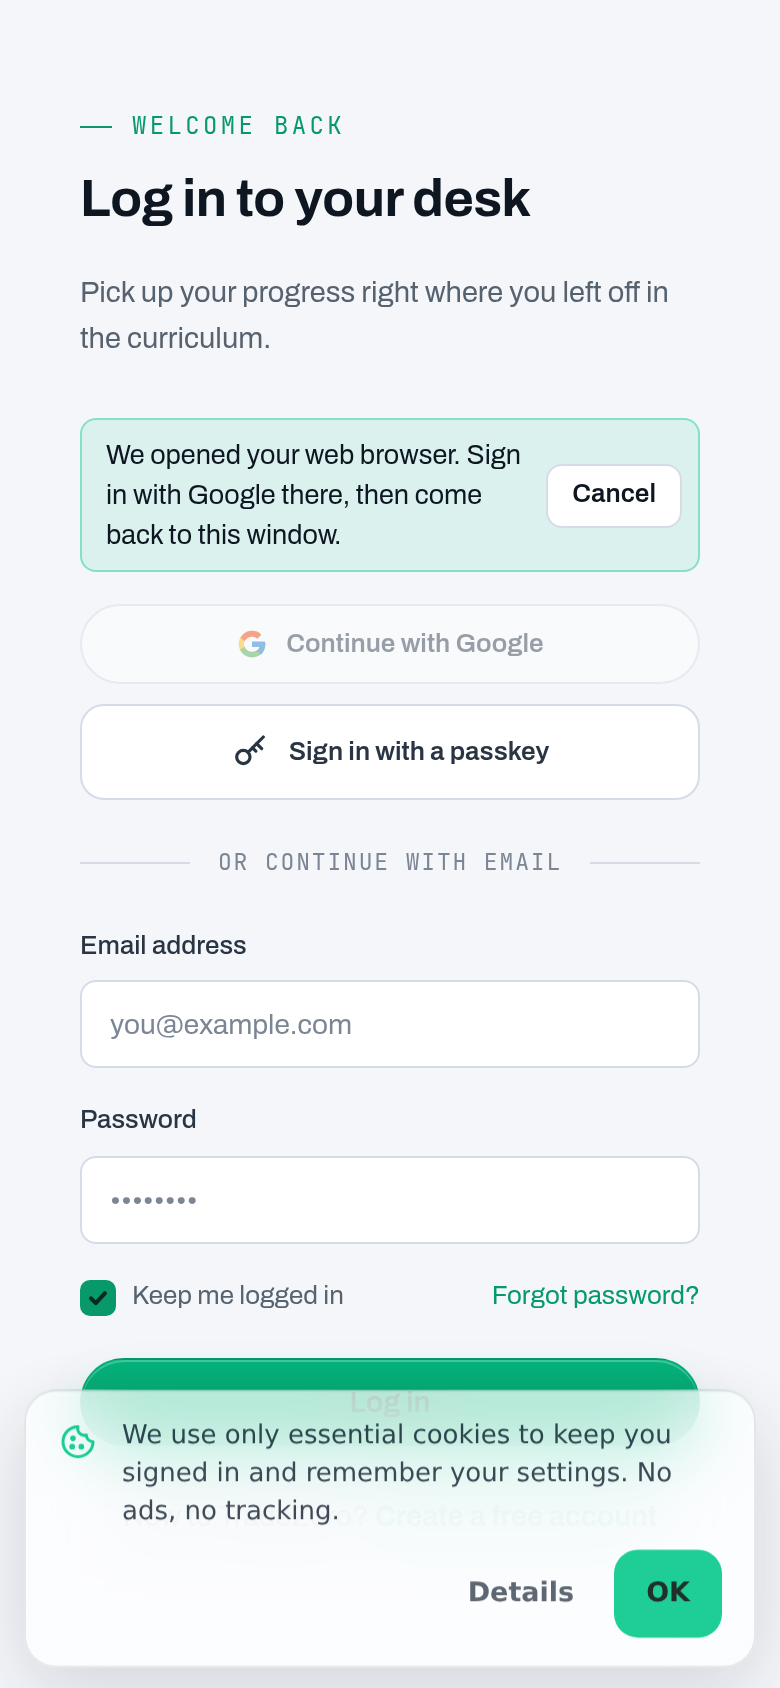 WELCOME BACK
Log in to your desk
Pick up your progress right where you left off in
the curriculum.
We opened your web browser. Sign
in with Google there, then come
back to this window.
Cancel
Continue with Google
Sign in with a passkey
OR CONTINUE WITH EMAIL
Email address
you@example.com
Password
••••••••
Keep me logged in
Forgot password?
Log in
We use only essential cookies to keep you
signed in and remember your settings. No
ads, no tracking.
? Create a free account
Details
OK